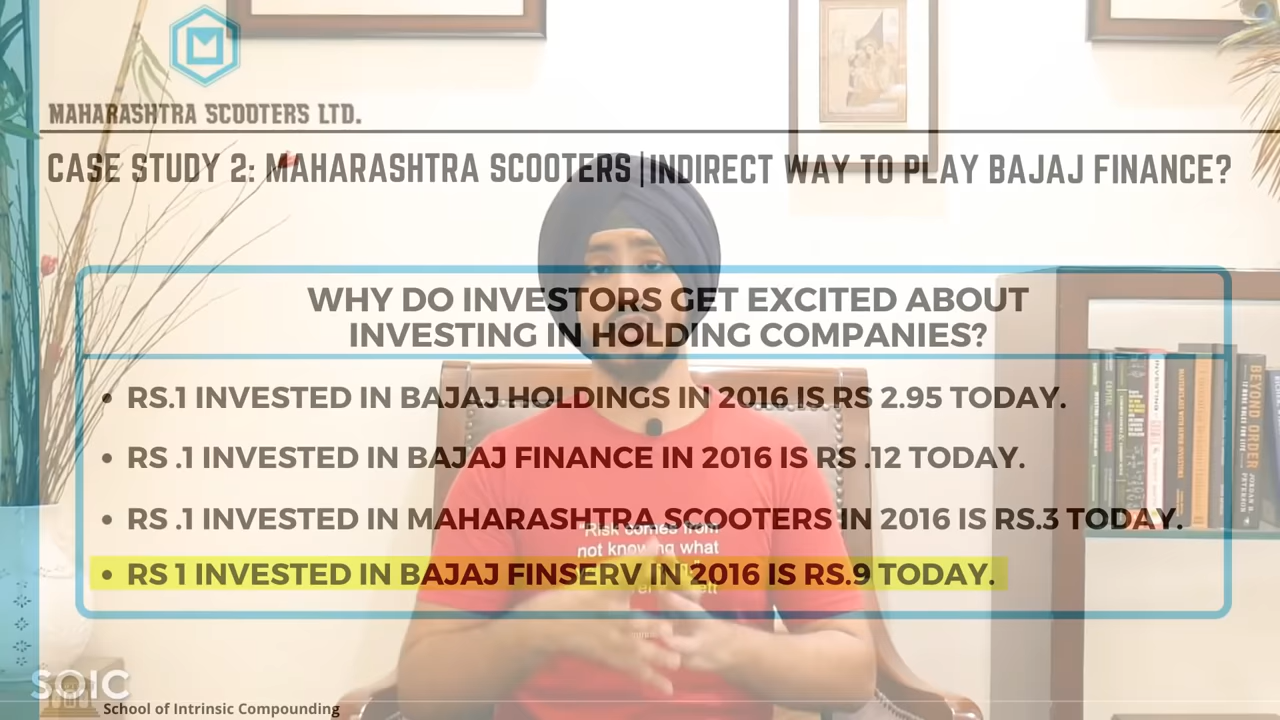 MAHARASHTRA SCOOTERS LTD.
CASE STUDY 2: MAHARASHTRA SCOOTERS | INDIRECT WAY TO PLAY BAJAJ FINANCE?
WHY DO INVESTORS GET EXCITED ABOUT
INVESTING IN HOLDING COMPANIES?
• RS.1 INVESTED IN BAJAJ HOLDINGS IN 2016 IS RS 2.95 TODAY.
• RS .1 INVESTED IN BAJAJ FINANCE IN 2016 IS RS .12 TODAY.
• RS .1 INVESTED IN MAHARASHTRA SCOOTERS IN 2016 IS RS.3 TODAY.
"Risk comes from
not knowing what
• RS 1 INVESTED IN BAJAJ FINSERV IN 2016 IS RS.9 TODAY.
BEYOND ORDER
SOIC
School of Intrinsic Compounding